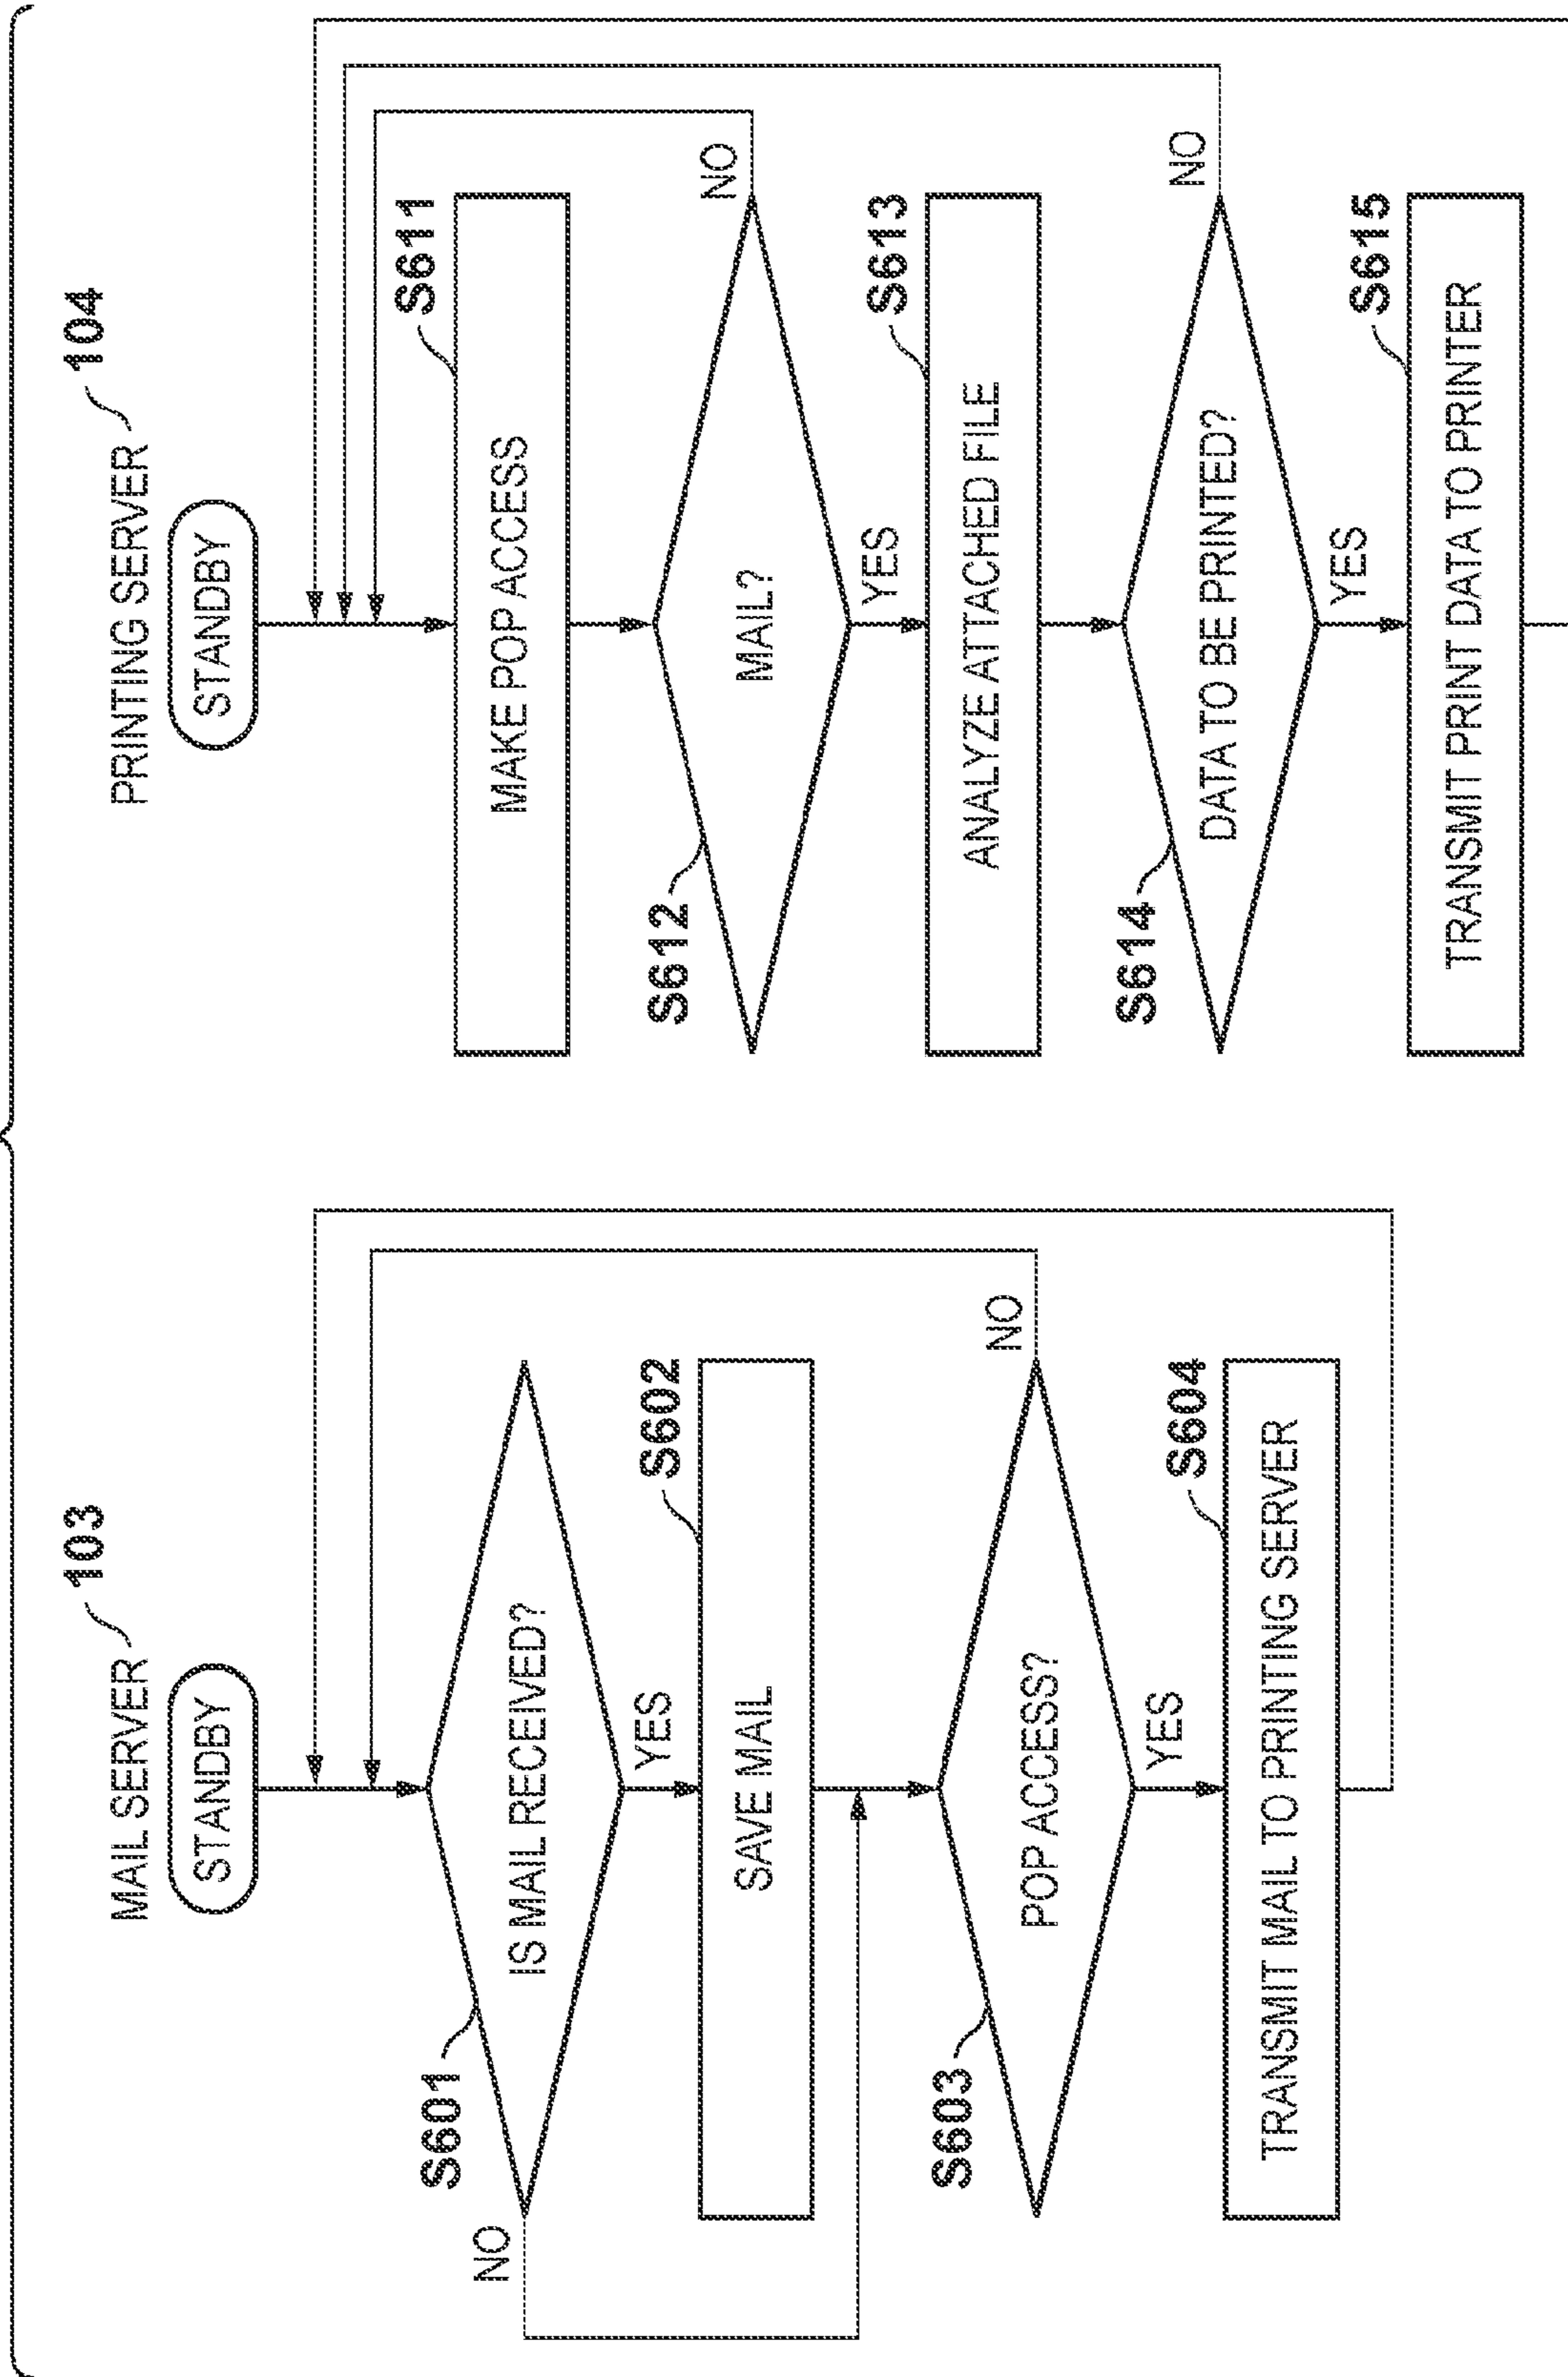 MAIL SERVER 103
STANDBY
S601
IS MAIL RECEIVED?
NO
YES
S602
SAVE MAIL
S603
POP ACCESS?
NO
YES
S604
TRANSMIT MAIL TO PRINTING SERVER
PRINTING SERVER 104
STANDBY
S611
MAKE POP ACCESS
S612
MAIL?
NO
YES
S613
ANALYZE ATTACHED FILE
S614
DATA TO BE PRINTED?
NO
YES
S615
TRANSMIT PRINT DATA TO PRINTER